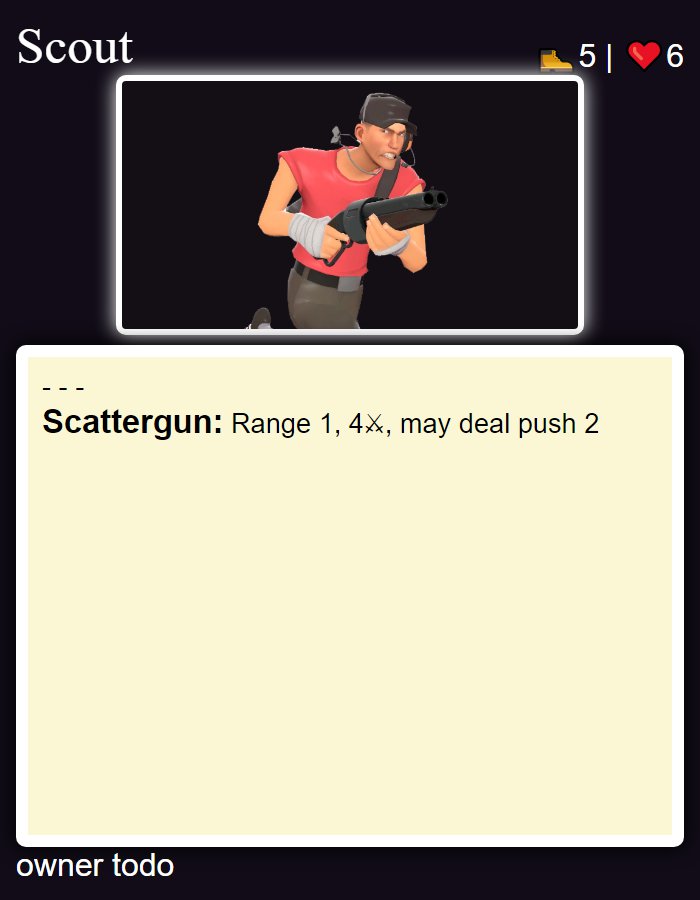 Scout
🥾5 | ❤️6
- - -
Scattergun: Range 1, 4⚔, may deal push 2
owner todo